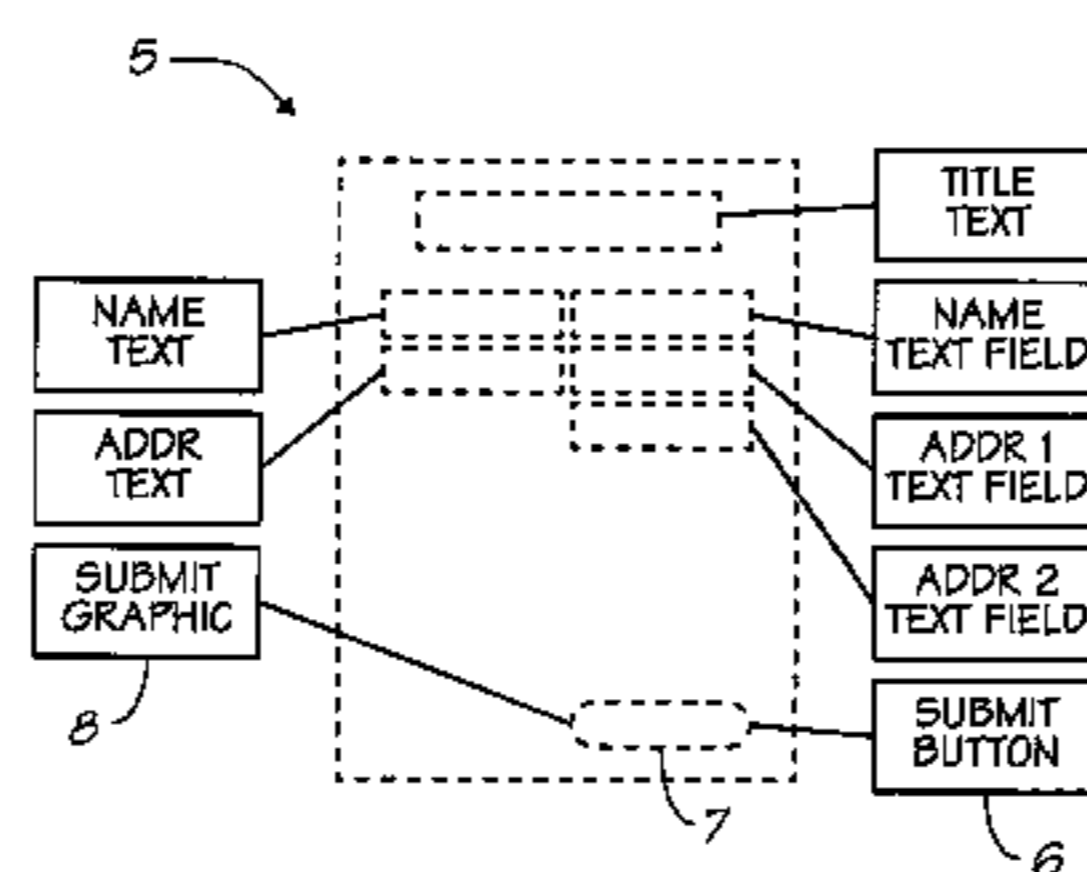 5
TITLE
TEXT
NAME
TEXT
NAME
TEXT FIELD
ADDR
TEXT
ADDR 1
TEXT FIELD
SUBMIT
GRAPHIC
ADDR 2
TEXT FIELD
8
SUBMIT
BUTTON
7
6